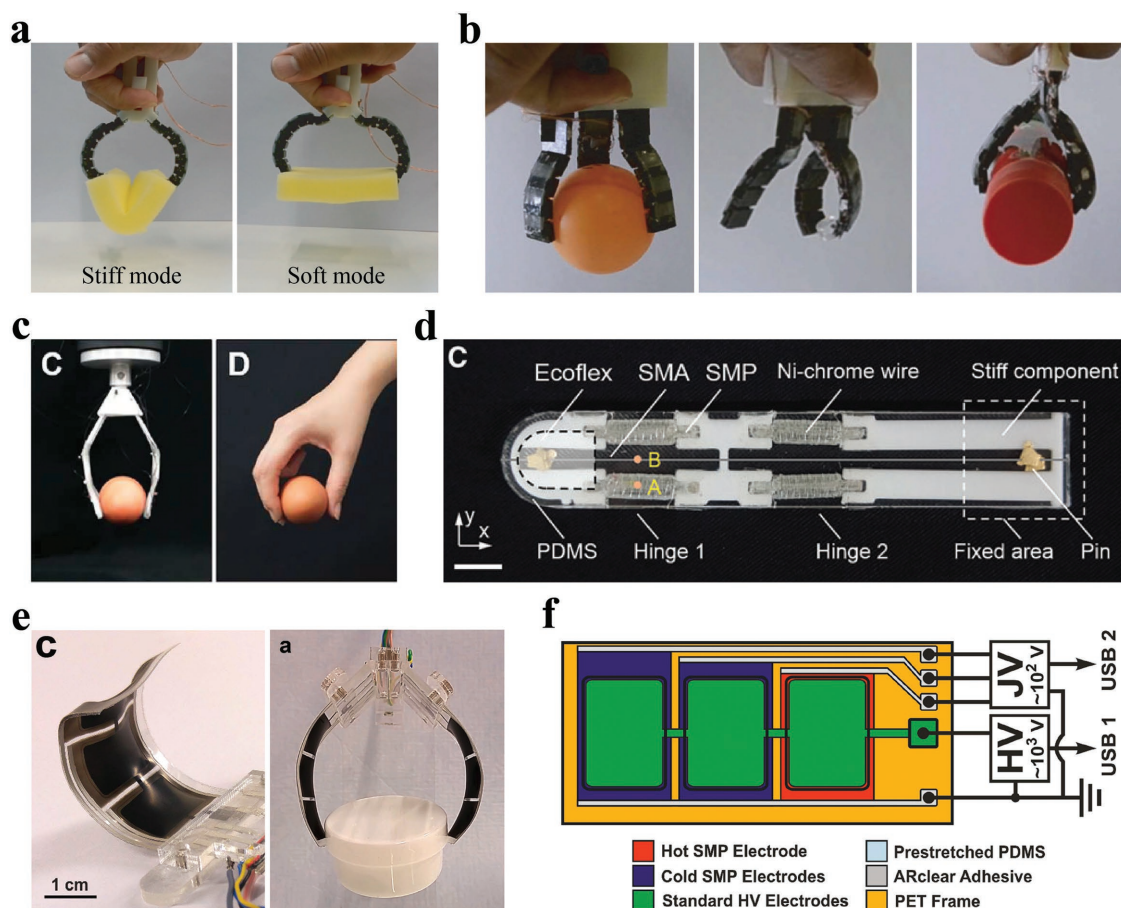 a
Stiff mode
Soft mode
b
c
C
D
d
C
Ecoflex
SMA
SMP
Ni-chrome wire
Stiff component
B
A
y
x
PDMS
Hinge 1
Hinge 2
Fixed area
Pin
e
C
1 cm
a
f
JV
~10² V
USB 2
HV
~10³ V
USB 1
Hot SMP Electrode
Cold SMP Electrodes
Standard HV Electrodes
Prestretched PDMS
ARclear Adhesive
PET Frame